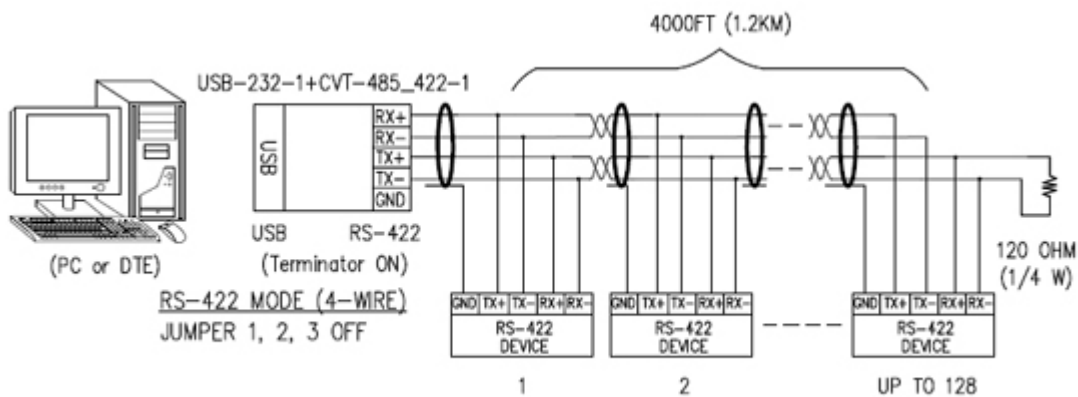 4000FT (1.2KM)
USB-232-1+CVT-485_422-1
USB
RX+
RX-
TX+
TX-
GND
USB RS-422
(PC or DTE)
(Terminator ON)
120 OHM
(1/4 W)
RS-422 MODE (4-WIRE)
JUMPER 1, 2, 3 OFF
GND TX+ TX- RX+ RX-
RS-422
DEVICE
1
GND TX+ TX- RX+ RX-
RS-422
DEVICE
2
GND TX+ TX- RX+ RX-
RS-422
DEVICE
UP TO 128